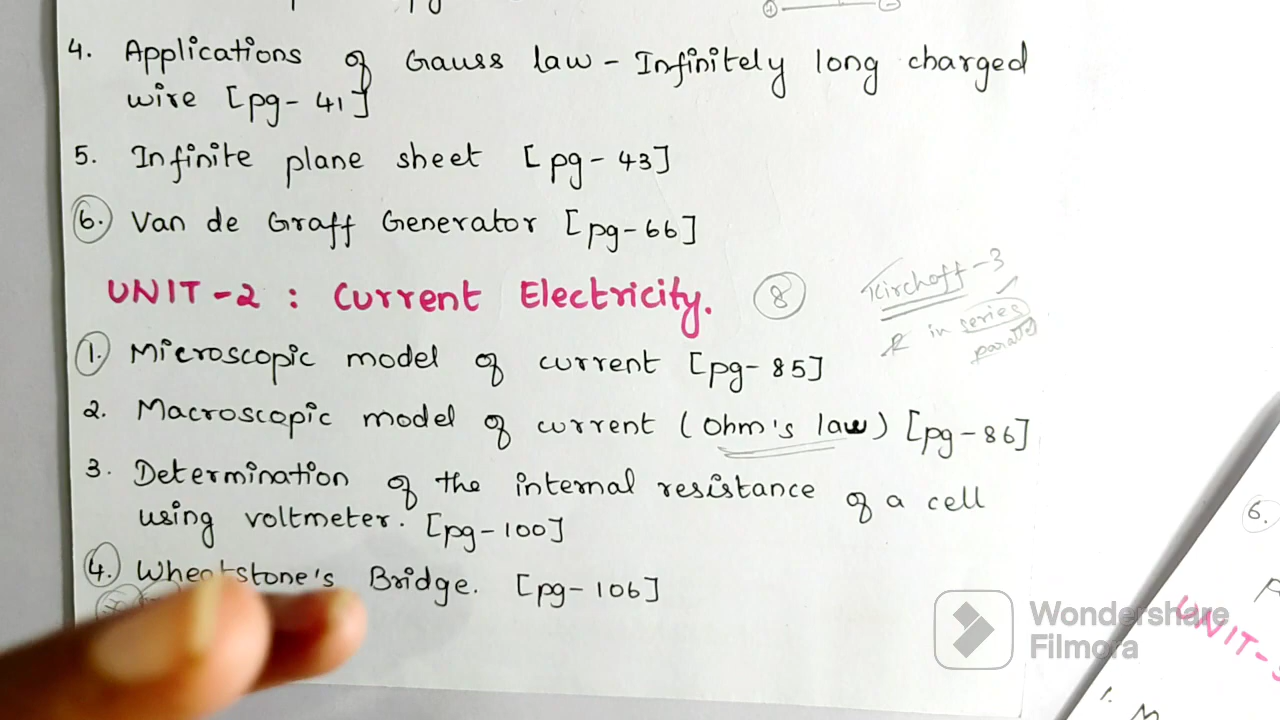 4. Applications of Gauss law - Infinitely long charged
wire [pg- 41]
5. Infinite plane sheet [pg-43]
6. Van de Graff Generator [pg-66]
UNIT-2 : Current Electricity. 8
Kirchoff-3
R in series
1. Microscopic model of current [pg- 85]
2. Macroscopic model of current (Ohm's law) [pg-86]
3. Determination of the internal resistance of a cell
using voltmeter. [pg-100]
4. Wheatstone's Bridge. [pg-106]
6.
UNIT-
1. M
Wondershare
Filmora